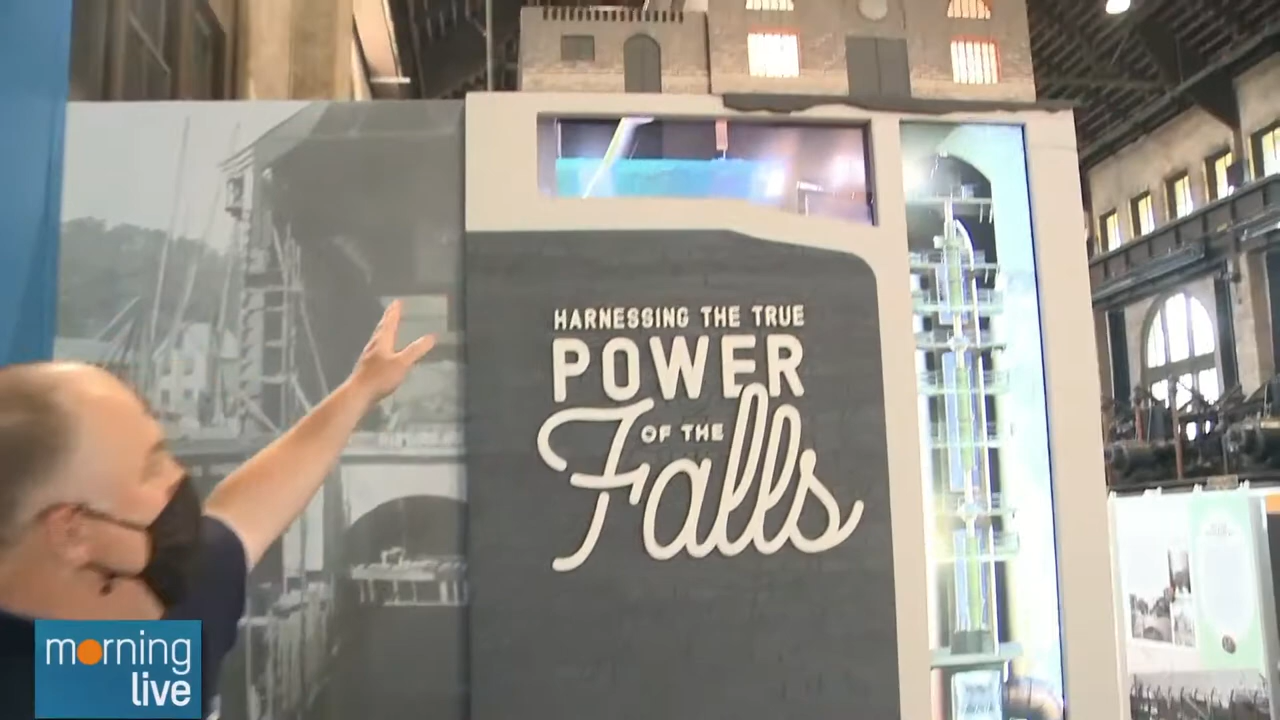 HARNESSING THE TRUE
POWER
OF THE
Falls
morning
live